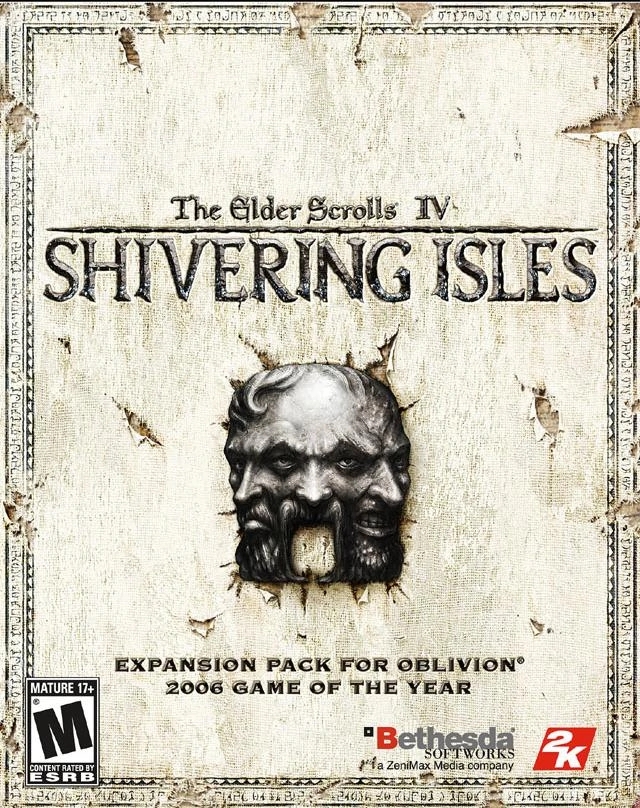 The Elder Scrolls IV
SHIVERING ISLES
EXPANSION PACK FOR OBLIVION®
2006 GAME OF THE YEAR
MATURE 17+
M®
CONTENT RATED BY
ESRB
Bethesda®
SOFTWORKS
a ZeniMax Media company
2K